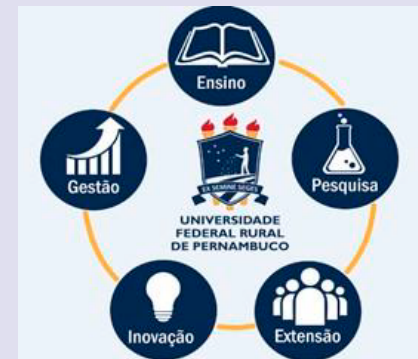 Ensino
Gestão
Pesquisa
EX SEMINE SEGES
UNIVERSIDADE
FEDERAL RURAL
DE PERNAMBUCO
Inovação
Extensão